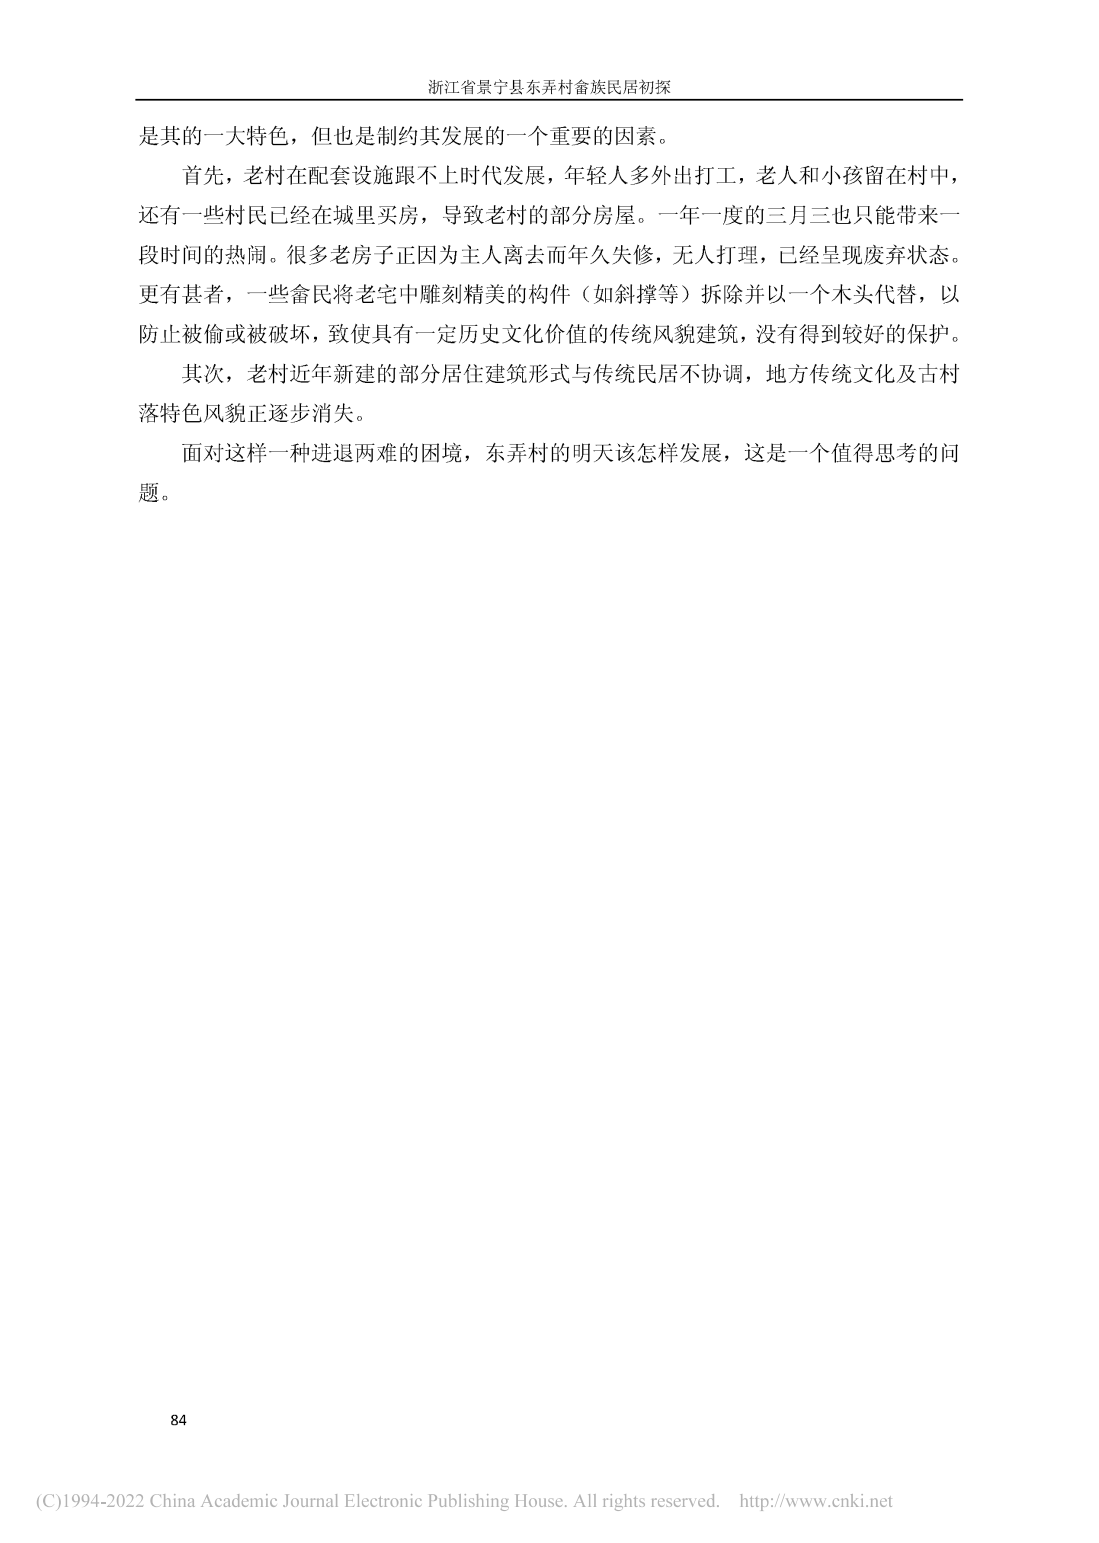 浙江省景宁县东弄村畲族民居初探
是其的一大特色，但也是制约其发展的一个重要的因素。
首先，老村在配套设施跟不上时代发展，年轻人多外出打工，老人和小孩留在村中，
还有一些村民已经在城里买房，导致老村的部分房屋。一年一度的三月三也只能带来一
段时间的热闹。很多老房子正因为主人离去而年久失修，无人打理，已经呈现废弃状态。
更有甚者，一些畲民将老宅中雕刻精美的构件（如斜撑等）拆除并以一个木头代替，以
防止被偷或被破坏，致使具有一定历史文化价值的传统风貌建筑，没有得到较好的保护。
其次，老村近年新建的部分居住建筑形式与传统民居不协调，地方传统文化及古村
落特色风貌正逐步消失。
面对这样一种进退两难的困境，东弄村的明天该怎样发展，这是一个值得思考的问
题。
84
(C)1994-2022 China Academic Journal Electronic Publishing House. All rights reserved. http://www.cnki.net